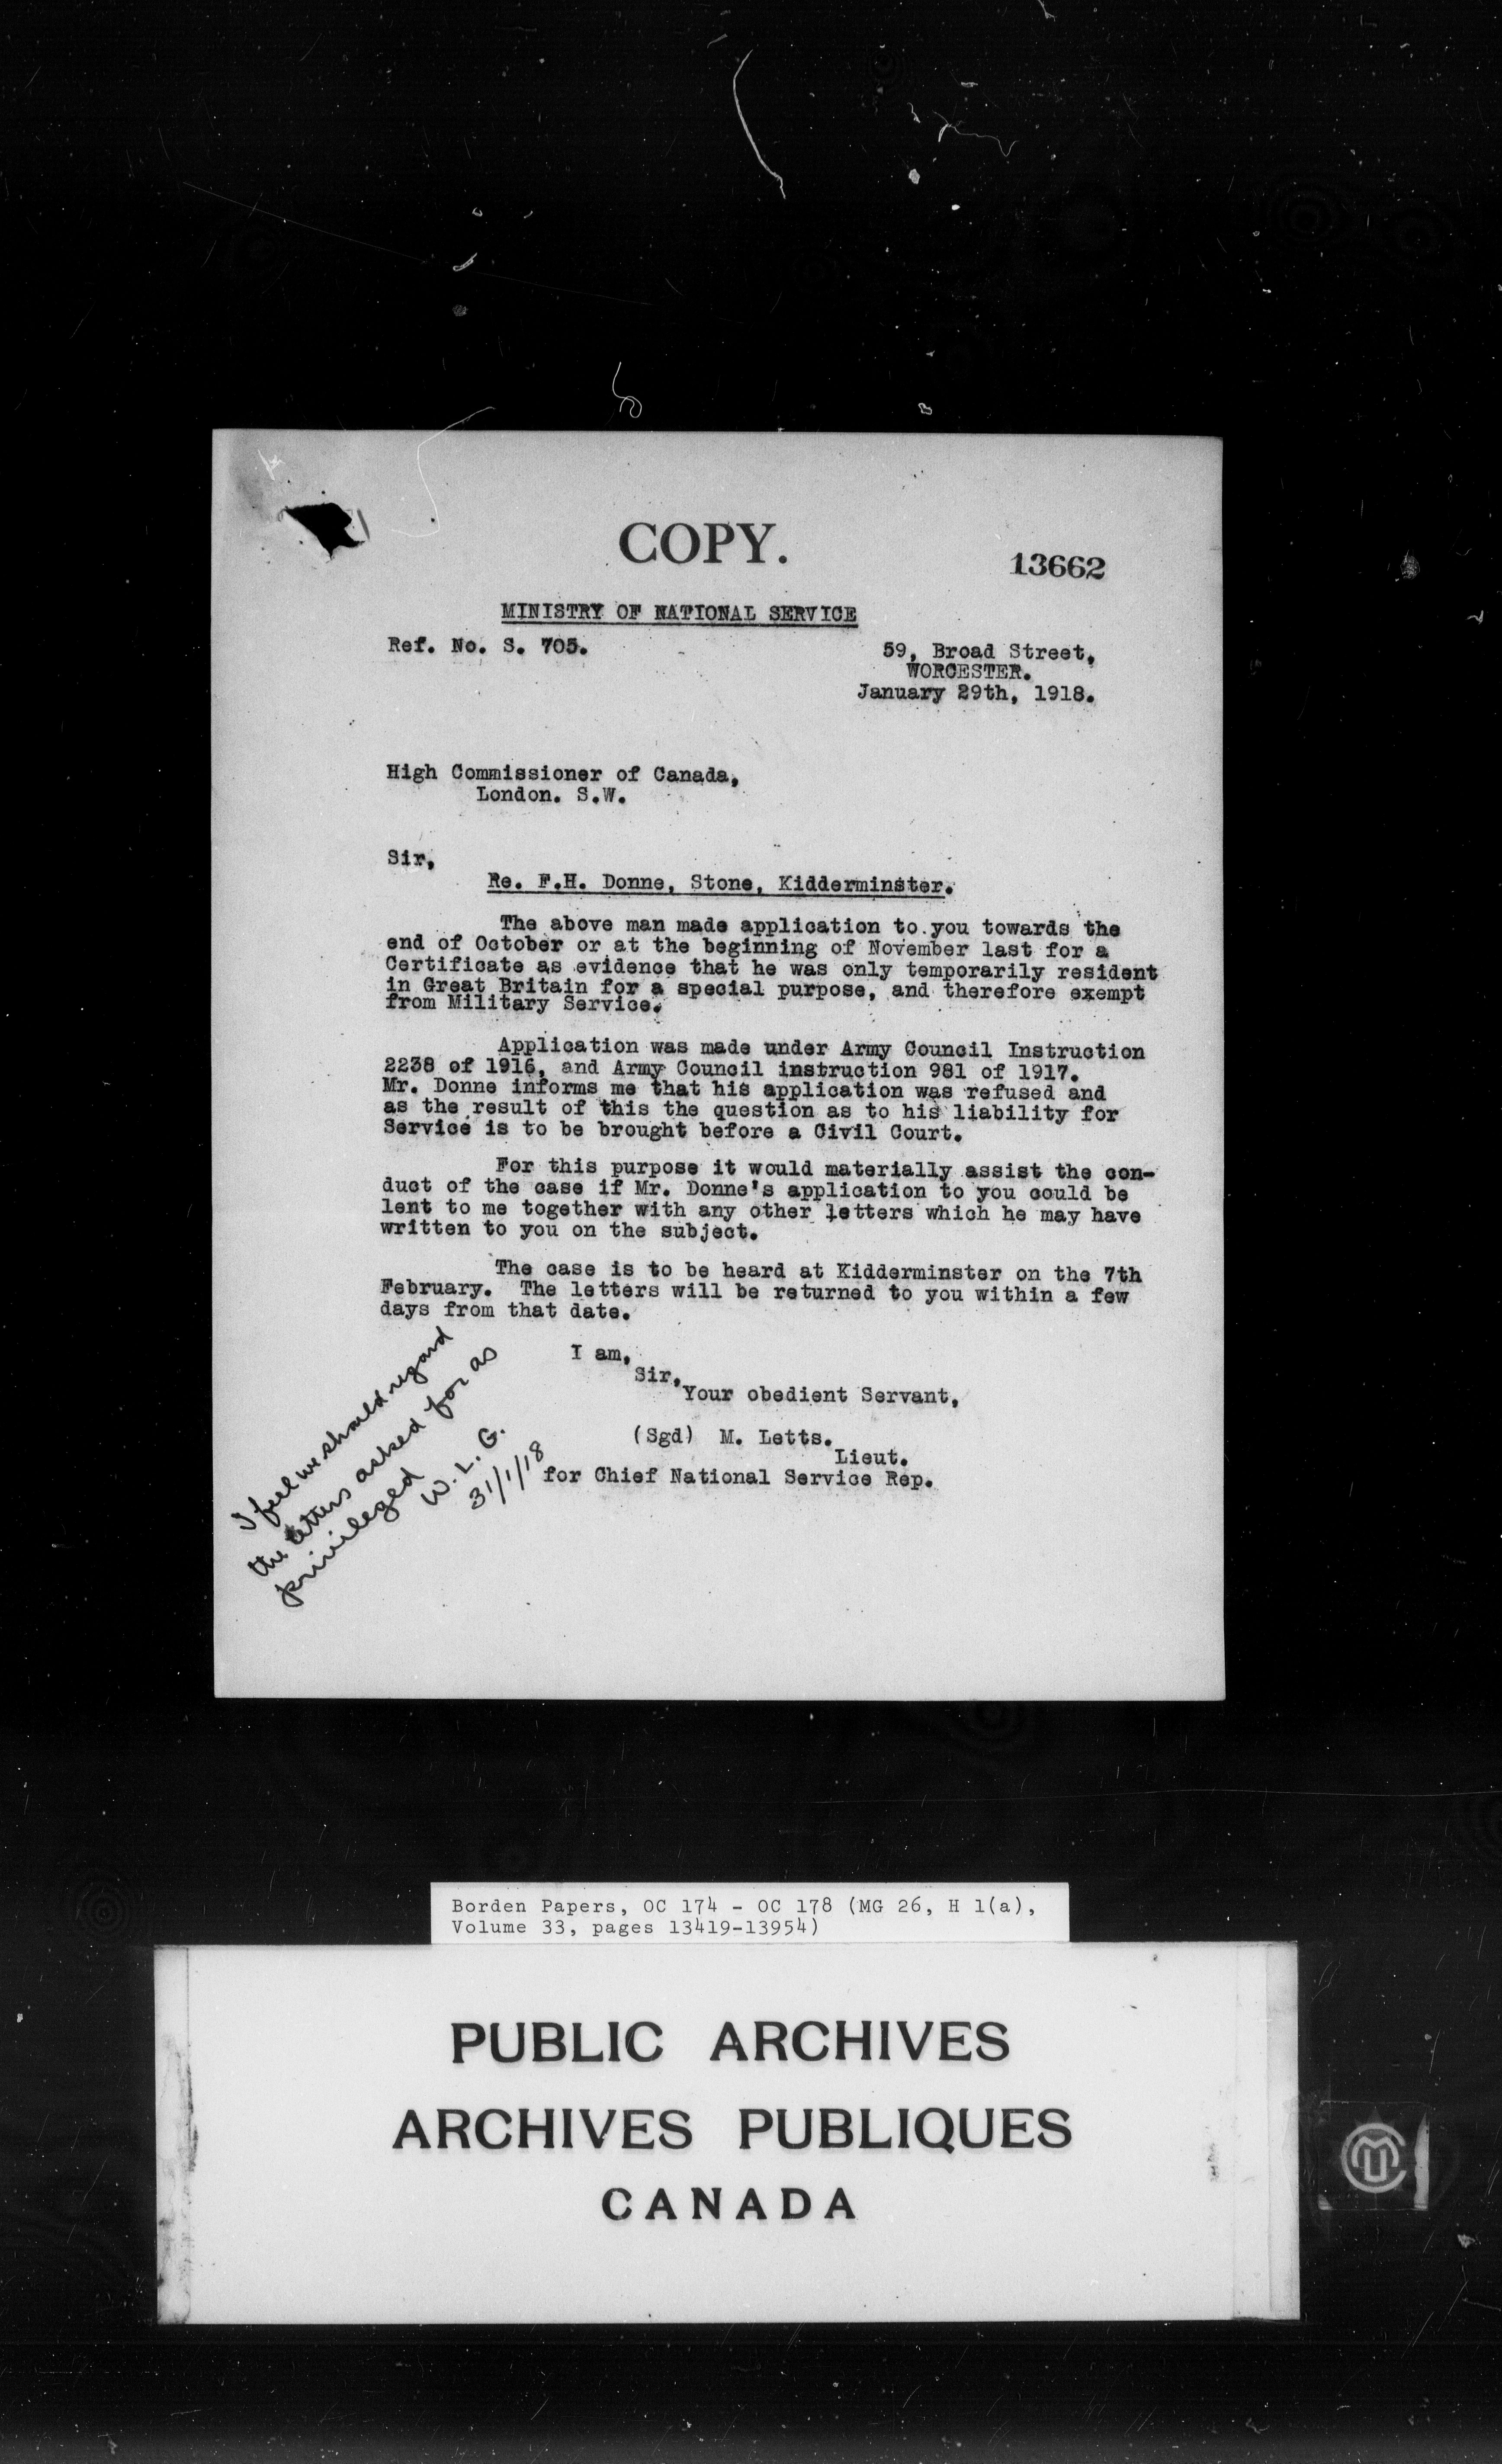 COPY.
13662
MINISTRY OF NATIONAL SERVICE
Ref. No. S. 705.
59, Broad Street,
WORCESTER.
January 29th, 1918.
High Commissioner of Canada,
London. S.W.
Sir,
Re. F.H. Donne, Stone, Kidderminster.
The above man made application to you towards the
end of October or at the beginning of November last for a
Certificate as evidence that he was only temporarily resident
in Great Britain for a special purpose, and therefore exempt
from Military Service.
Application was made under Army Council Instruction
2238 of 1916, and Army Council instruction 981 of 1917.
Mr. Donne informs me that his application was refused and
as the result of this the question as to his liability for
Service is to be brought before a Civil Court.
For this purpose it would materially assist the con-
duct of the case if Mr. Donne's application to you could be
lent to me together with any other letters which he may have
written to you on the subject.
The case is to be heard at Kidderminster on the 7th
February. The letters will be returned to you within a few
days from that date.
I am,
Sir,
Your obedient Servant,
(Sgd) M. Letts.
Lieut.
for Chief National Service Rep.
I feel we should regard
the letters asked for as
privileged
W. L. G.
31/1/18
Borden Papers, OC 174 - OC 178 (MG 26, H 1(a),
Volume 33, pages 13419-13954)
PUBLIC ARCHIVES
ARCHIVES PUBLIQUES
CANADA